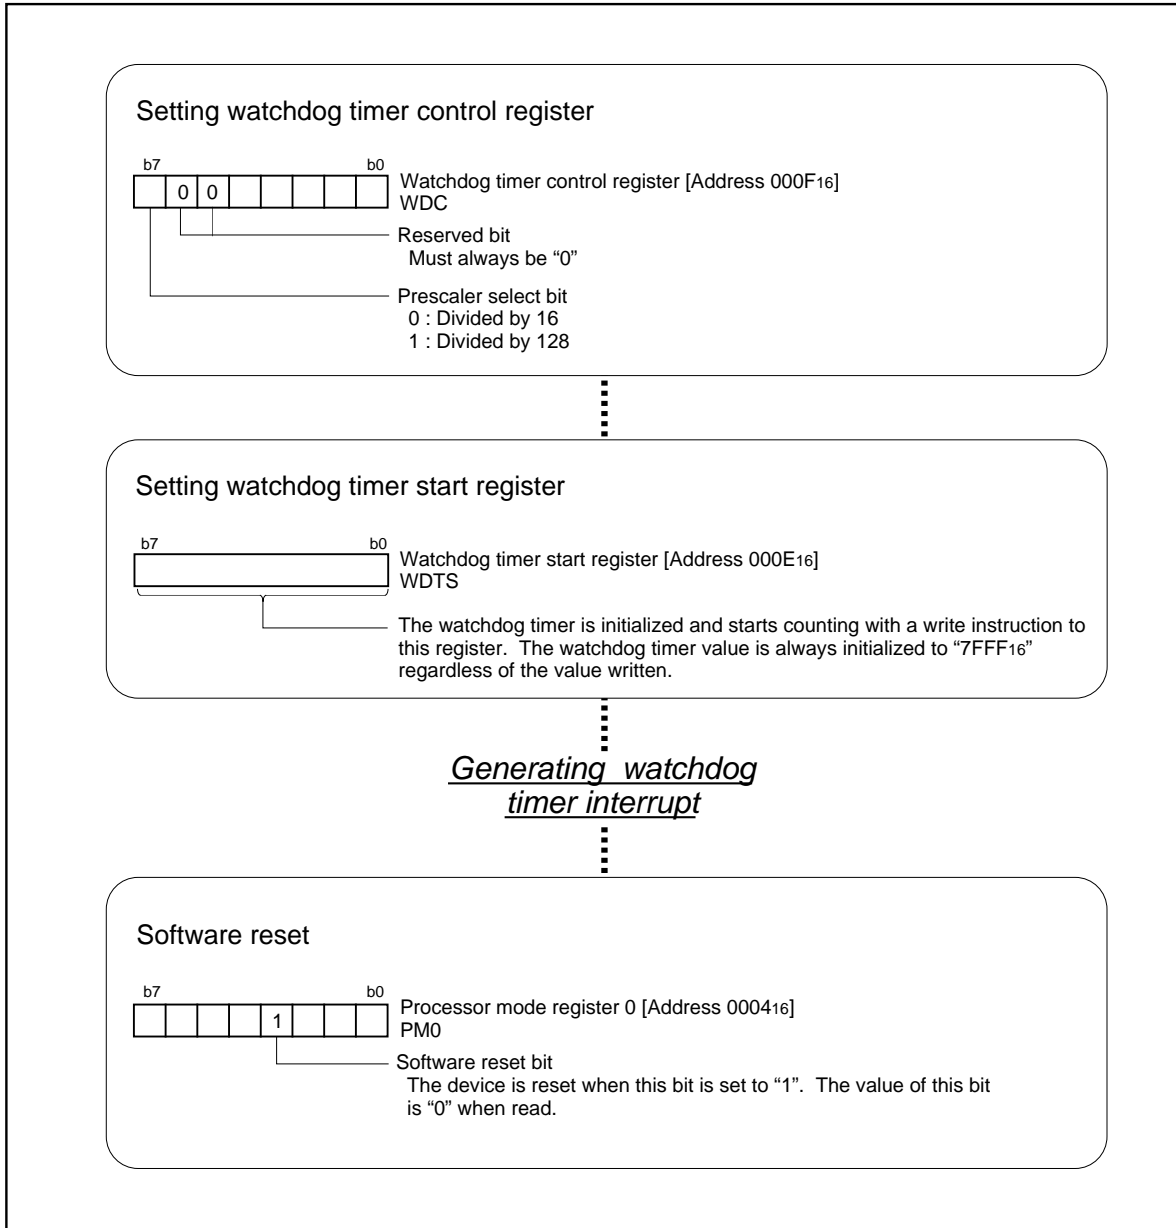 Setting watchdog timer control register
b7 b0
0 0
Watchdog timer control register [Address 000F16]
WDC
Reserved bit
Must always be “0”
Prescaler select bit
0 : Divided by 16
1 : Divided by 128
Setting watchdog timer start register
b7 b0
Watchdog timer start register [Address 000E16]
WDTS
The watchdog timer is initialized and starts counting with a write instruction to
this register. The watchdog timer value is always initialized to “7FFF16”
regardless of the value written.
Generating watchdog
timer interrupt
Software reset
b7 b0
1
Processor mode register 0 [Address 000416]
PM0
Software reset bit
The device is reset when this bit is set to “1”. The value of this bit
is “0” when read.